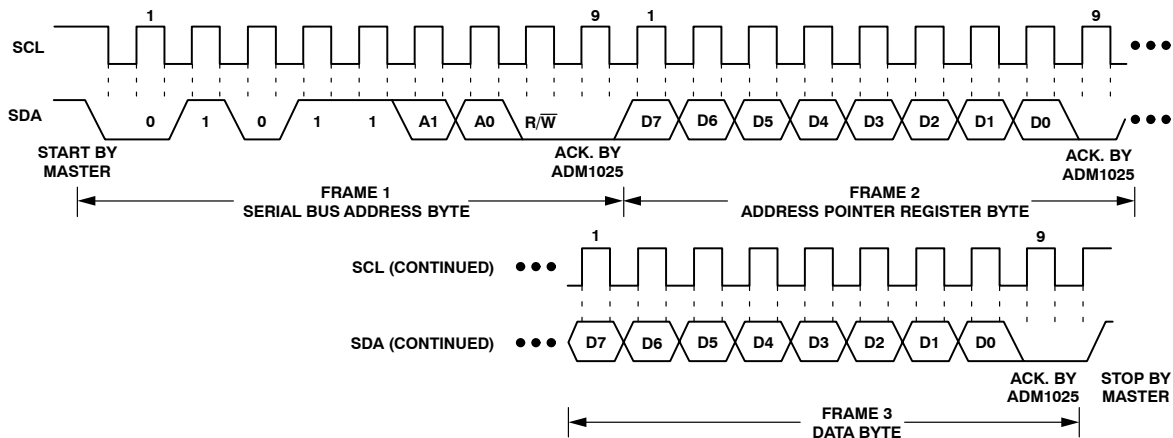 1 9 1 9
SCL
SDA 0 1 0 1 1 A1 A0 R/W̅ D7 D6 D5 D4 D3 D2 D1 D0
START BY
MASTER
ACK. BY
ADM1025
ACK. BY
ADM1025
FRAME 1
SERIAL BUS ADDRESS BYTE
FRAME 2
ADDRESS POINTER REGISTER BYTE
1 9
SCL (CONTINUED)
SDA (CONTINUED) D7 D6 D5 D4 D3 D2 D1 D0
ACK. BY
ADM1025
STOP BY
MASTER
FRAME 3
DATA BYTE